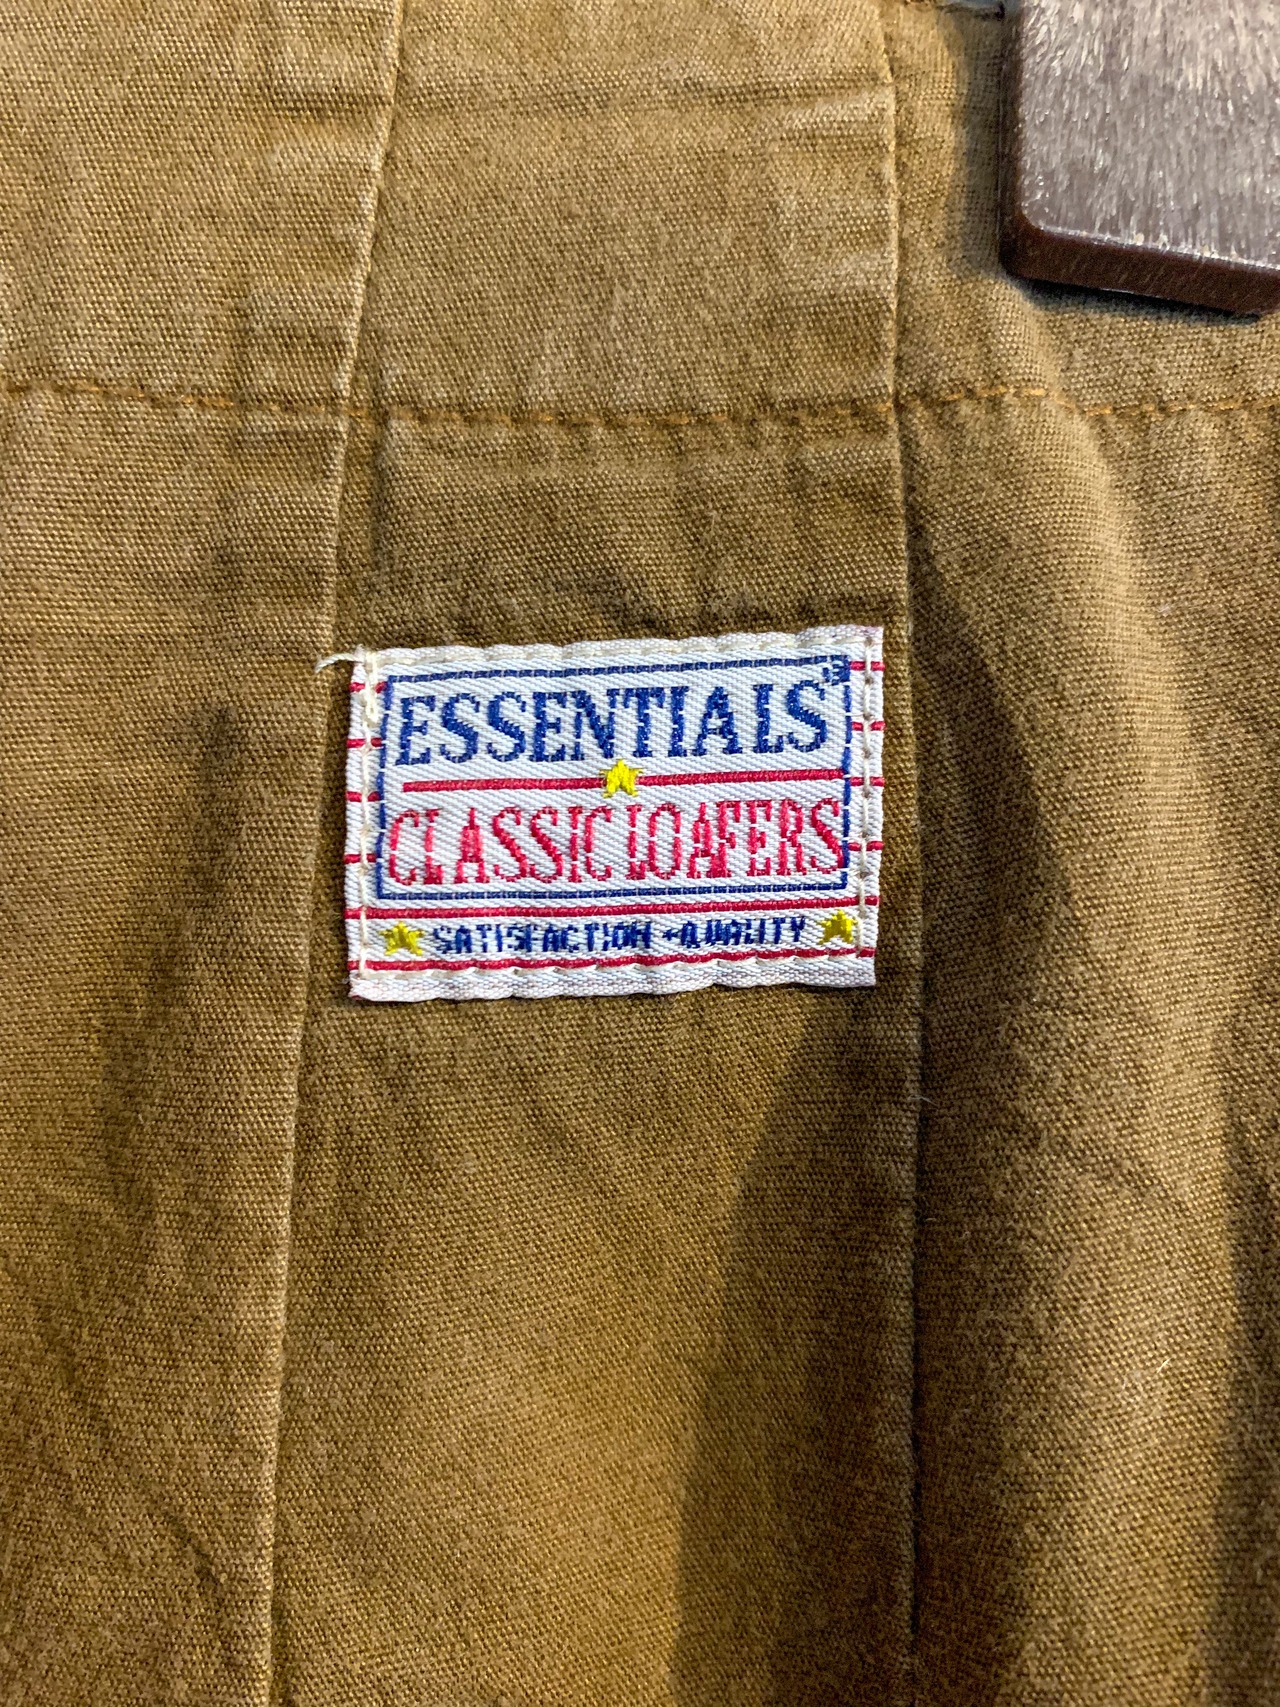 ESSENTIALS
CLASSIC LOAFERS
SATISFACTION + QUALITY